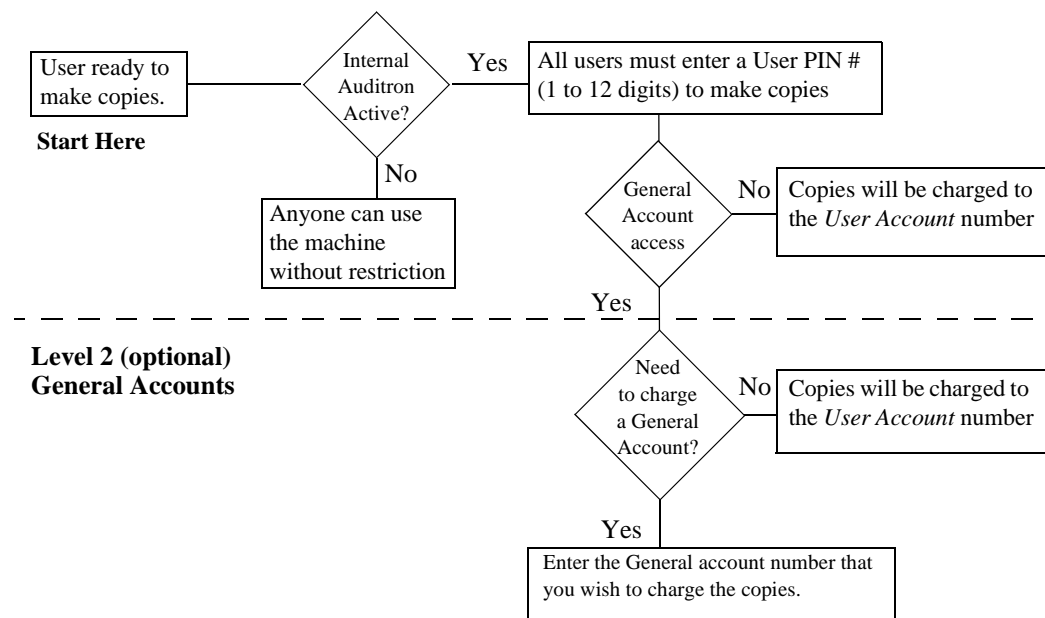 User ready to
make copies.
Start Here
Internal
Auditron
Active?
Yes
All users must enter a User PIN #
(1 to 12 digits) to make copies
No
Anyone can use
the machine
without restriction
General
Account
access
No
Copies will be charged to
the User Account number
Yes
Level 2 (optional)
General Accounts
Need
to charge
a General
Account?
No
Copies will be charged to
the User Account number
Yes
Enter the General account number that
you wish to charge the copies.